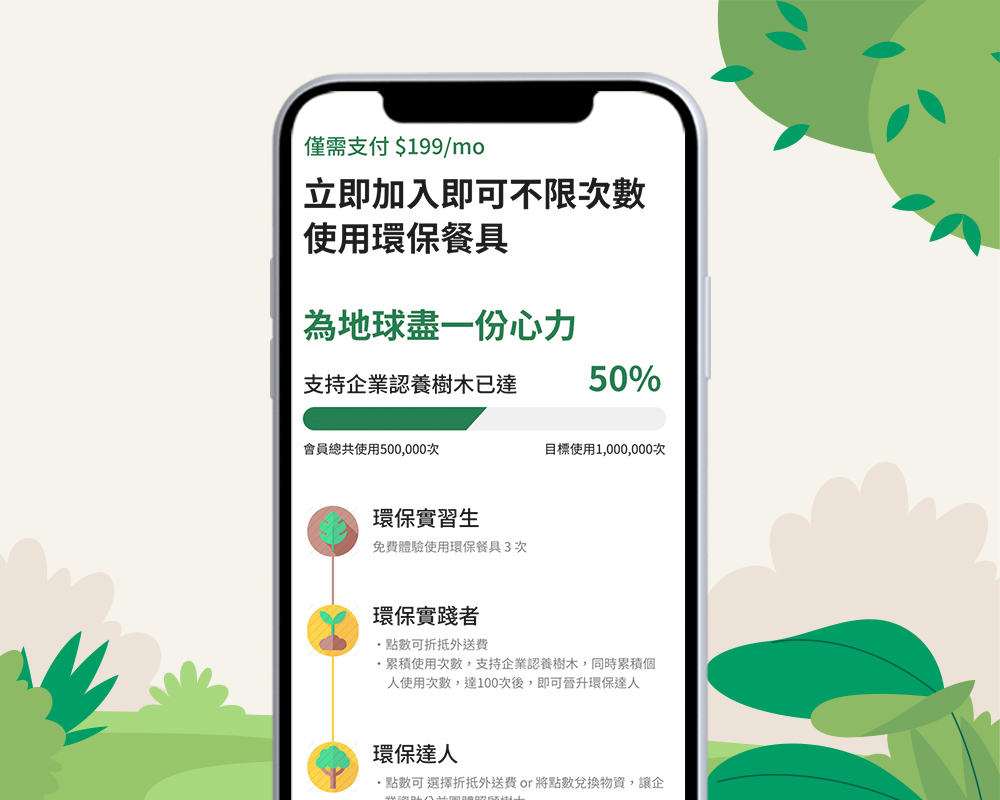 僅需支付 $199/mo
立即加入即可不限次數
使用環保餐具
為地球盡一份心力
支持企業認養樹木已達
50%
會員總共使用500,000次
目標使用1,000,000次
環保實習生
免費體驗使用環保餐具 3 次
環保實踐者
・點數可折抵外送費
・累積使用次數，支持企業認養樹木，同時累積個
人使用次數，達100次後，即可晉升環保達人
環保達人
・點數可 選擇折抵外送費 or 將點數兌換物資，讓企